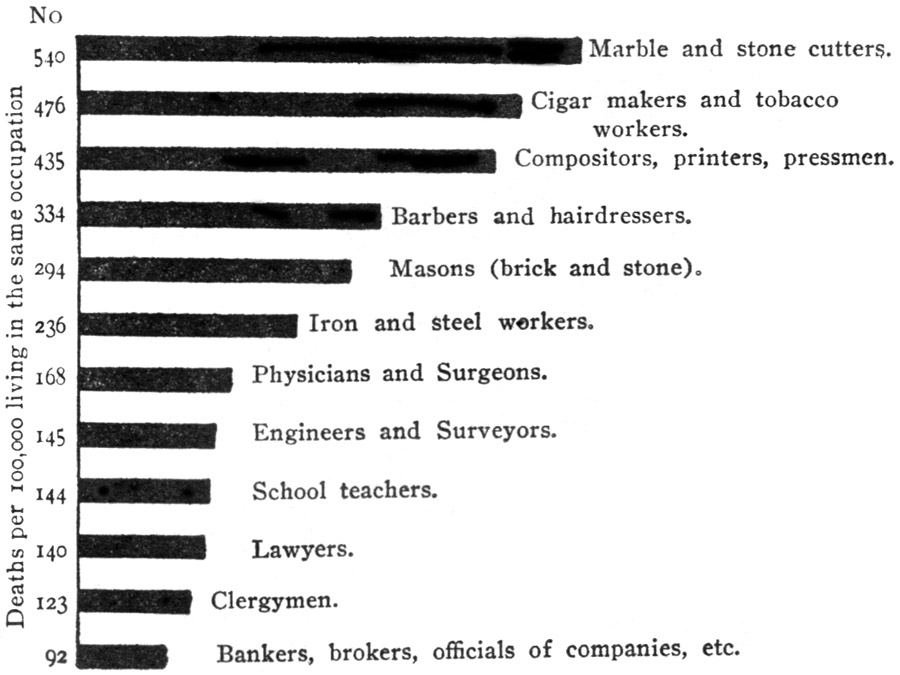 No
Deaths per 100,000 living in the same occupation
540 Marble and stone cutters.
476 Cigar makers and tobacco
workers.
435 Compositors, printers, pressmen.
334 Barbers and hairdressers.
294 Masons (brick and stone).
236 Iron and steel workers.
168 Physicians and Surgeons.
145 Engineers and Surveyors.
144 School teachers.
140 Lawyers.
123 Clergymen.
92 Bankers, brokers, officials of companies, etc.